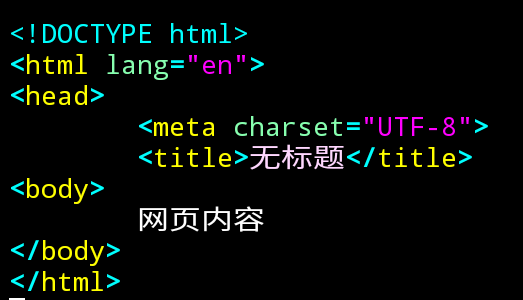 <!DOCTYPE html>
<html lang="en">
<head>
        <meta charset="UTF-8">
        <title>无标题</title>
<body>
        网页内容
</body>
</html>